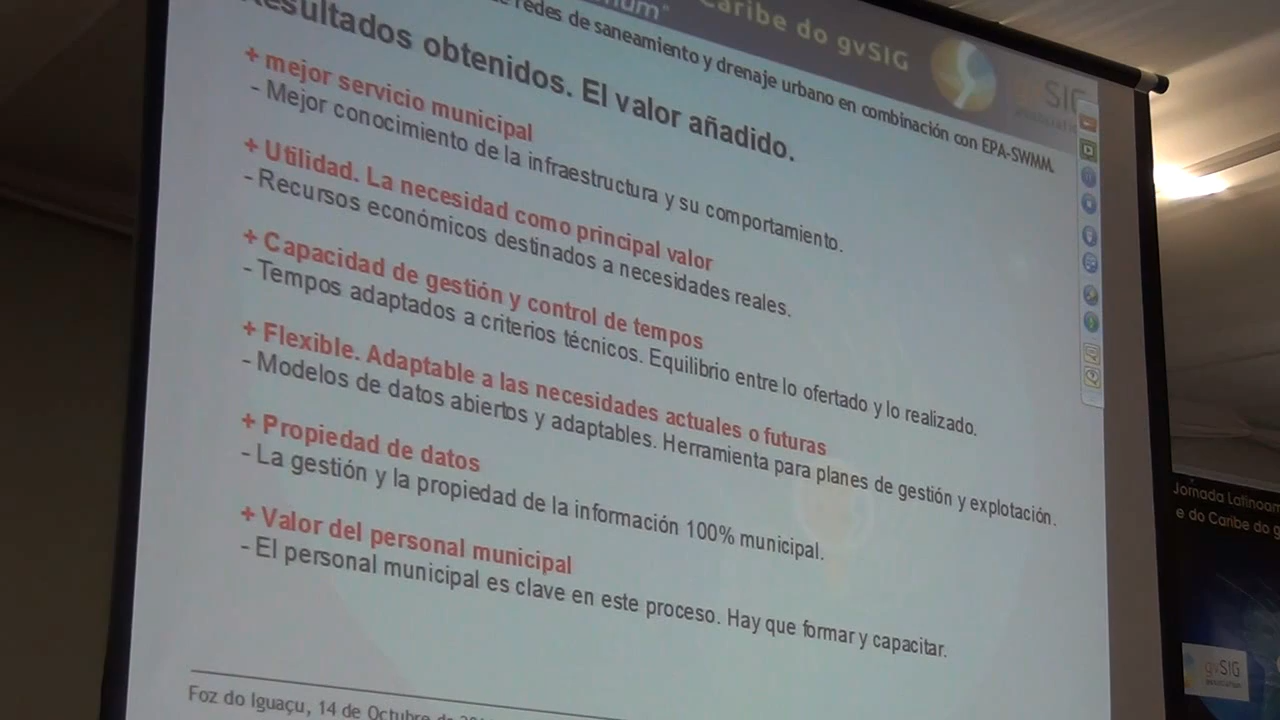 Caribe do gvSIG
redes de saneamiento y drenaje urbano en combinación con EPA-SWMM.
Resultados obtenidos. El valor añadido.
+ mejor servicio municipal
- Mejor conocimiento de la infraestructura y su comportamiento.
+ Utilidad. La necesidad como principal valor
- Recursos económicos destinados a necesidades reales.
+ Capacidad de gestión y control de tempos
- Tempos adaptados a criterios técnicos. Equilibrio entre lo ofertado y lo realizado.
+ Flexible. Adaptable a las necesidades actuales o futuras
- Modelos de datos abiertos y adaptables. Herramienta para planes de gestión y explotación.
+ Propiedad de datos
- La gestión y la propiedad de la información 100% municipal.
+ Valor del personal municipal
- El personal municipal es clave en este proceso. Hay que formar y capacitar.
Foz do Iguaçu, 14 de Octubre de
Jornada Latinoam
e do Caribe do g
gvSIG
association